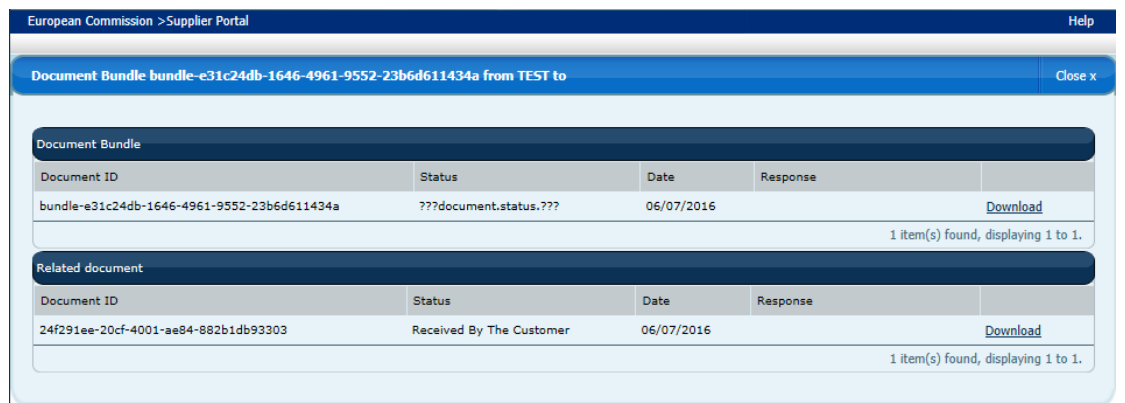 European Commission >Supplier Portal Help
Document Bundle bundle-e31c24db-1646-4961-9552-23b6d611434a from TEST to Close x
Document Bundle
Document ID Status Date Response
bundle-e31c24db-1646-4961-9552-23b6d611434a ???document.status.??? 06/07/2016 Download
1 item(s) found, displaying 1 to 1.
Related document
Document ID Status Date Response
24f291ee-20cf-4001-ae84-882b1db93303 Received By The Customer 06/07/2016 Download
1 item(s) found, displaying 1 to 1.